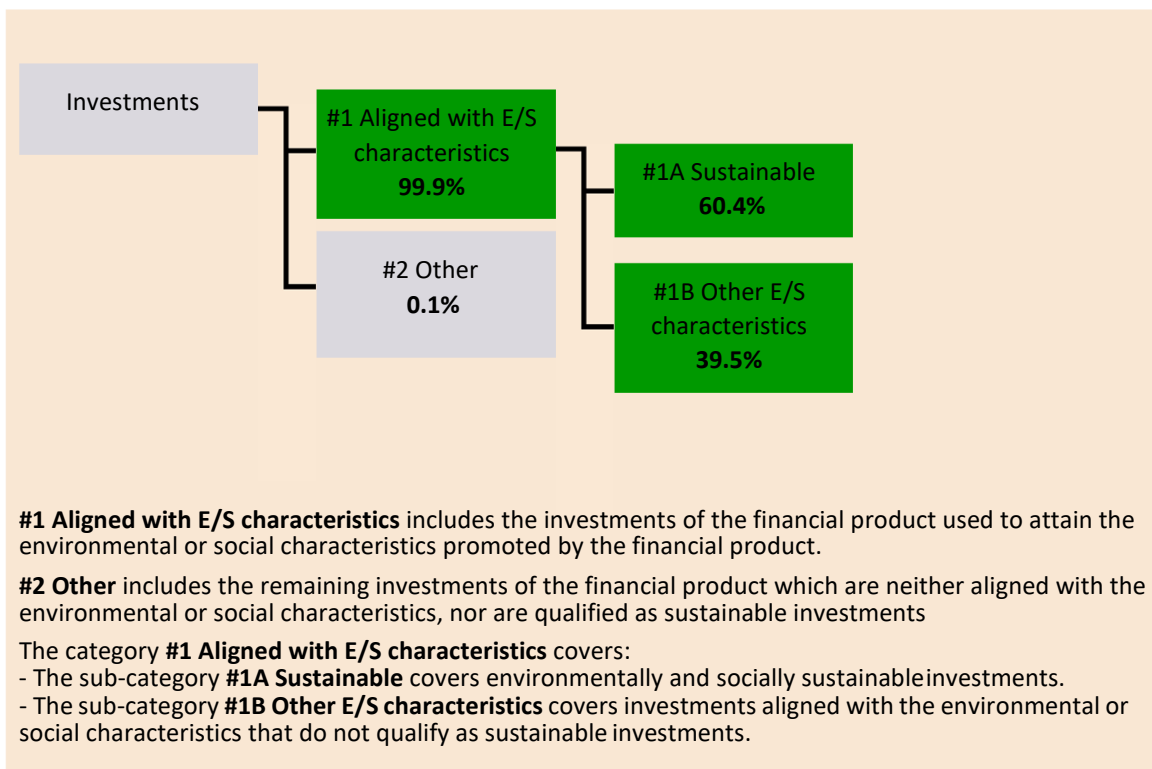 Investments
#1 Aligned with E/S
characteristics
99.9%
#2 Other
0.1%
#1A Sustainable
60.4%
#1B Other E/S
characteristics
39.5%
#1 Aligned with E/S characteristics includes the investments of the financial product used to attain the
environmental or social characteristics promoted by the financial product.
#2 Other includes the remaining investments of the financial product which are neither aligned with the
environmental or social characteristics, nor are qualified as sustainable investments
The category #1 Aligned with E/S characteristics covers:
- The sub-category #1A Sustainable covers environmentally and socially sustainableinvestments.
- The sub-category #1B Other E/S characteristics covers investments aligned with the environmental or
social characteristics that do not qualify as sustainable investments.